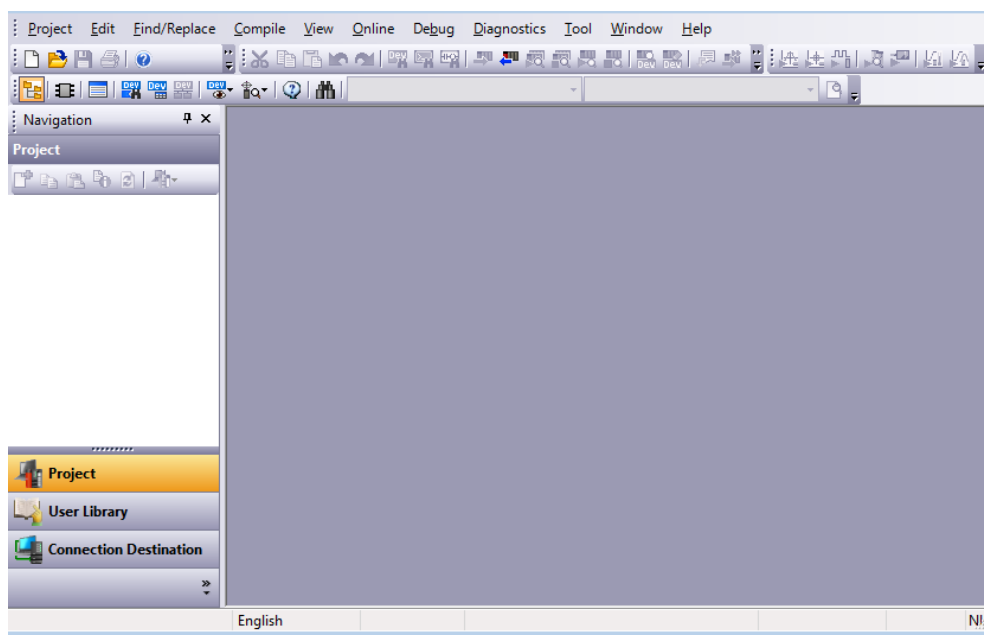 Project Edit Find/Replace Compile View Online Debug Diagnostics Tool Window Help
Navigation
Project
Project
User Library
Connection Destination
English